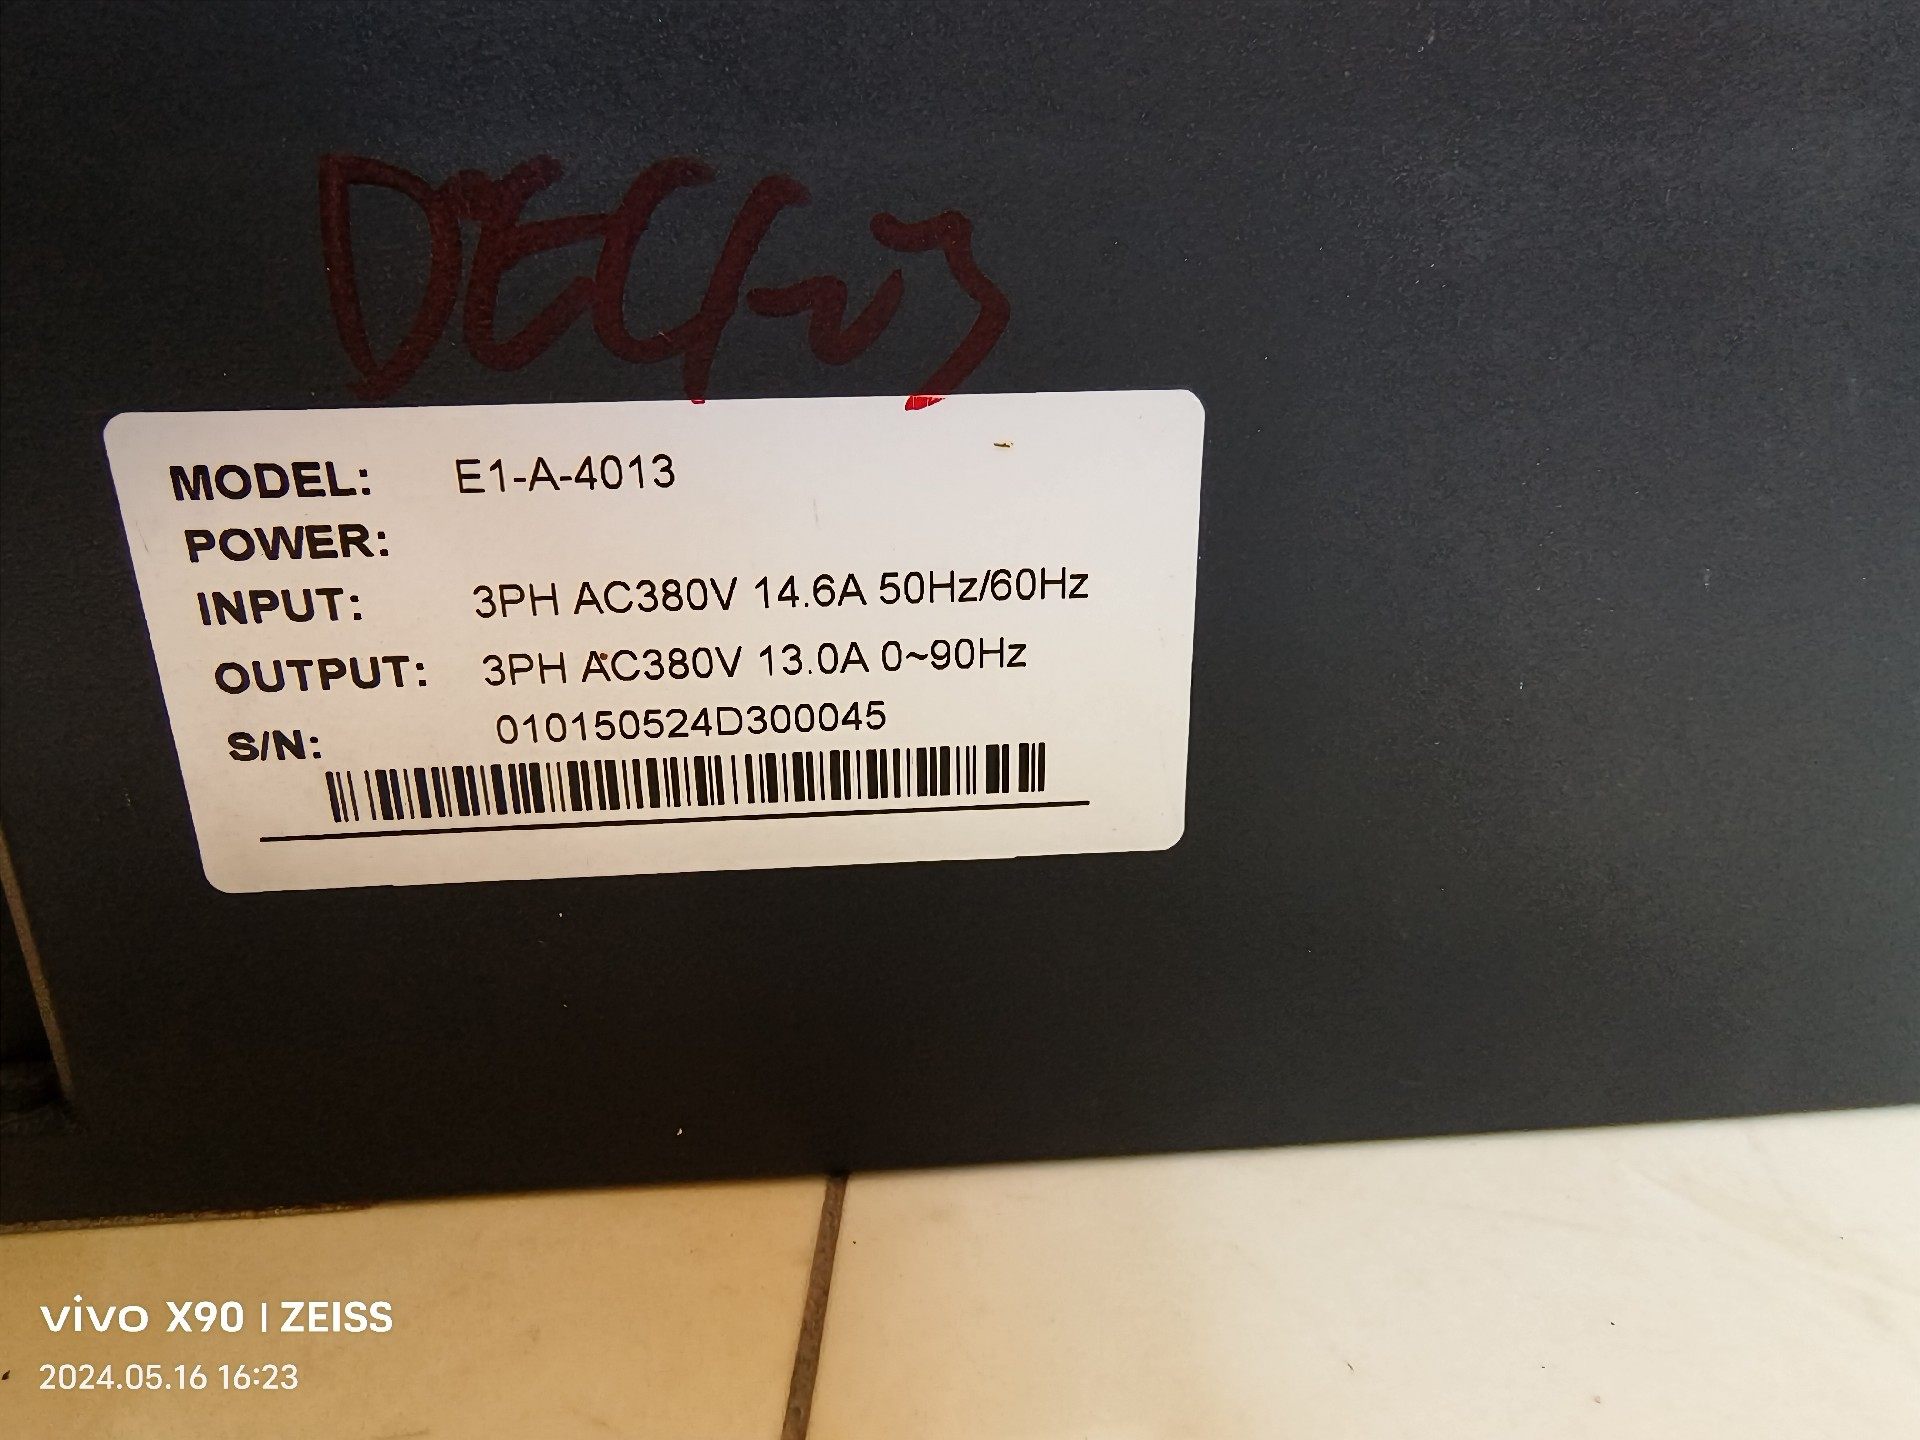 MODEL: E1-A-4013
POWER:
INPUT: 3PH AC380V 14.6A 50Hz/60Hz
OUTPUT: 3PH AC380V 13.0A 0~90Hz
S/N: 010150524D300045
vivo X90 | ZEISS
2024.05.16 16:23